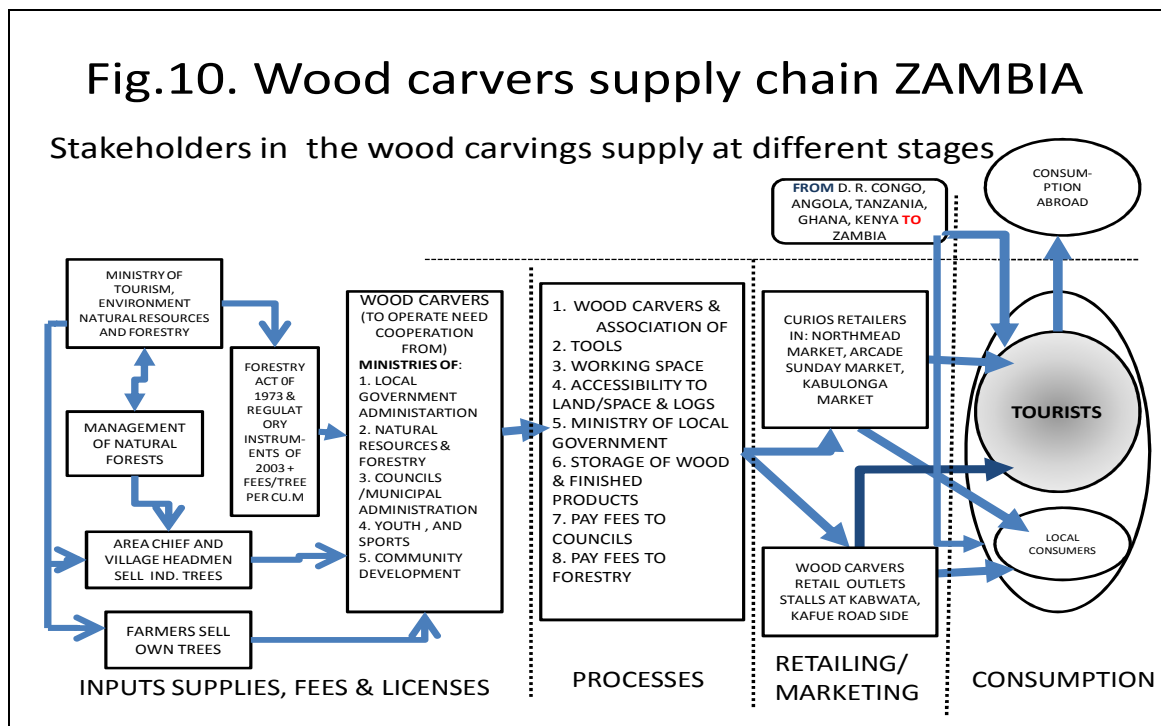 Fig.10. Wood carvers supply chain ZAMBIA
Stakeholders in the wood carvings supply at different stages
FROM D. R. CONGO,
ANGOLA, TANZANIA,
GHANA, KENYA TO
ZAMBIA
CONSUM-
PTION
ABROAD
MINISTRY OF
TOURISM,
ENVIRONMENT
NATURAL RESOURCES
AND FORESTRY
MANAGEMENT
OF NATURAL
FORESTS
AREA CHIEF AND
VILLAGE HEADMEN
SELL IND. TREES
FARMERS SELL
OWN TREES
FORESTRY
ACT OF
1973 &
REGULAT
ORY
INSTRUM-
ENTS OF
2003 +
FEES/TREE
PER CU.M
WOOD CARVERS
(TO OPERATE NEED
COOPERATION
FROM)
MINISTRIES OF:
1. LOCAL
GOVERNMENT
ADMINISTARTION
2. NATURAL
RESOURCES &
FORESTRY
3. COUNCILS
/MUNICIPAL
ADMINISTRATION
4. YOUTH , AND
SPORTS
5. COMMUNITY
DEVELOPMENT
1. WOOD CARVERS &
ASSOCIATION OF
2. TOOLS
3. WORKING SPACE
4. ACCESSIBILITY TO
LAND/SPACE & LOGS
5. MINISTRY OF LOCAL
GOVERNMENT
6. STORAGE OF WOOD
& FINISHED
PRODUCTS
7. PAY FEES TO
COUNCILS
8. PAY FEES TO
FORESTRY
CURIOS RETAILERS
IN: NORTHMEAD
MARKET, ARCADE
SUNDAY MARKET,
KABULONGA
MARKET
WOOD CARVERS
RETAIL OUTLETS
STALLS AT KABWATA,
KAFUE ROAD SIDE
TOURISTS
LOCAL
CONSUMERS
INPUTS SUPPLIES, FEES & LICENSES
PROCESSES
RETAILING/
MARKETING
CONSUMPTION